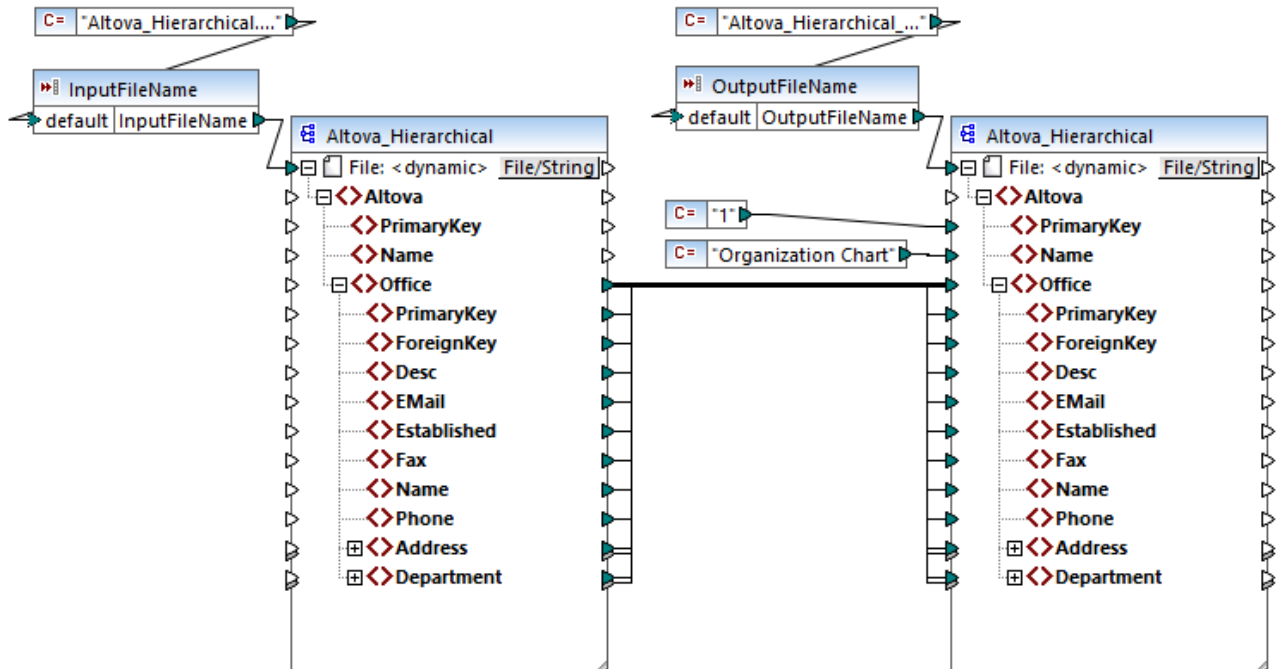 C= "Altova_Hierarchical...."
C= "Altova_Hierarchical_..."
InputFileName
default InputFileName
OutputFileName
default OutputFileName
Altova_Hierarchical
File: <dynamic> File/String
Altova
PrimaryKey
Name
Office
PrimaryKey
ForeignKey
Desc
EMail
Established
Fax
Name
Phone
Address
Department
C= "1"
C= "Organization Chart"
Altova_Hierarchical
File: <dynamic> File/String
Altova
PrimaryKey
Name
Office
PrimaryKey
ForeignKey
Desc
EMail
Established
Fax
Name
Phone
Address
Department